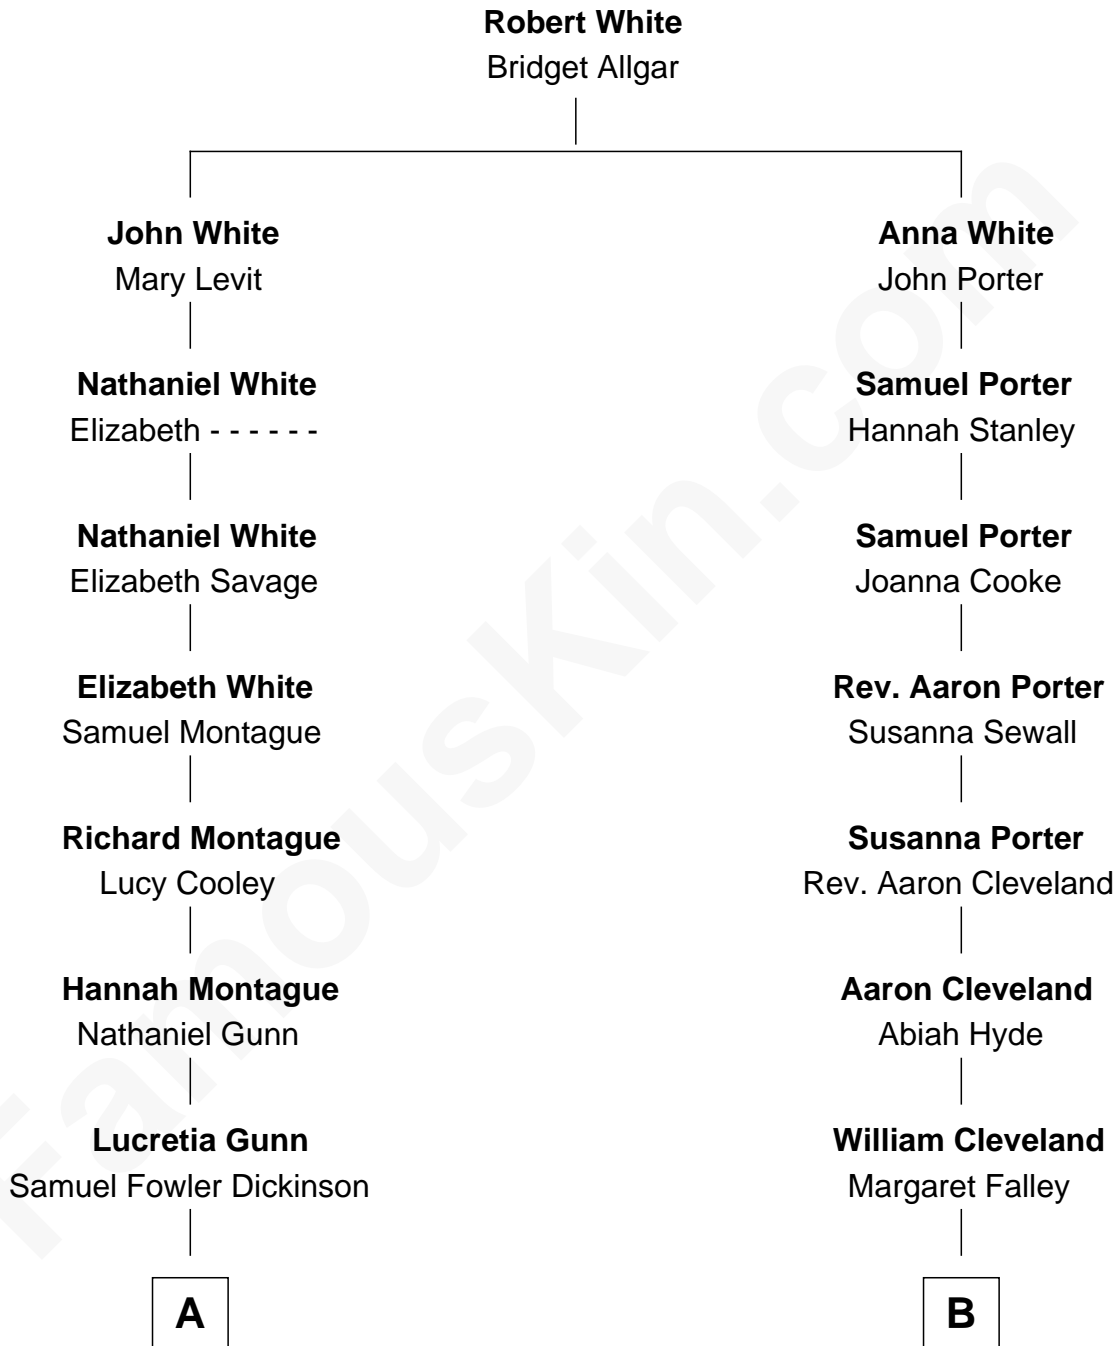 Robert White
Bridget Allgar
John White
Mary Levit
Anna White
John Porter
Nathaniel White
Elizabeth - - - - - -
Samuel Porter
Hannah Stanley
Nathaniel White
Elizabeth Savage
Samuel Porter
Joanna Cooke
Elizabeth White
Samuel Montague
Rev. Aaron Porter
Susanna Sewall
Richard Montague
Lucy Cooley
Susanna Porter
Rev. Aaron Cleveland
Hannah Montague
Nathaniel Gunn
Aaron Cleveland
Abiah Hyde
Lucretia Gunn
Samuel Fowler Dickinson
William Cleveland
Margaret Falley
A
B
FamousKin.com